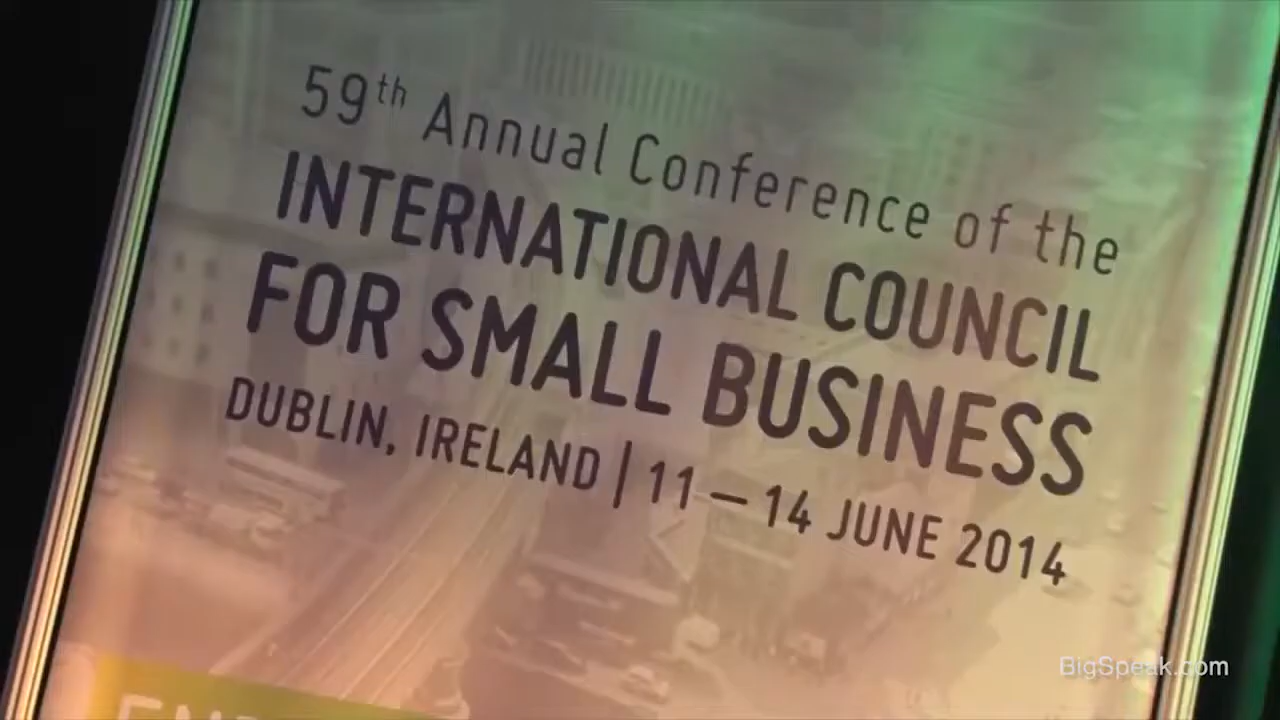 59th Annual Conference of the
INTERNATIONAL COUNCIL
FOR SMALL BUSINESS
DUBLIN, IRELAND | 11 – 14 JUNE 2014
BigSpeak.com